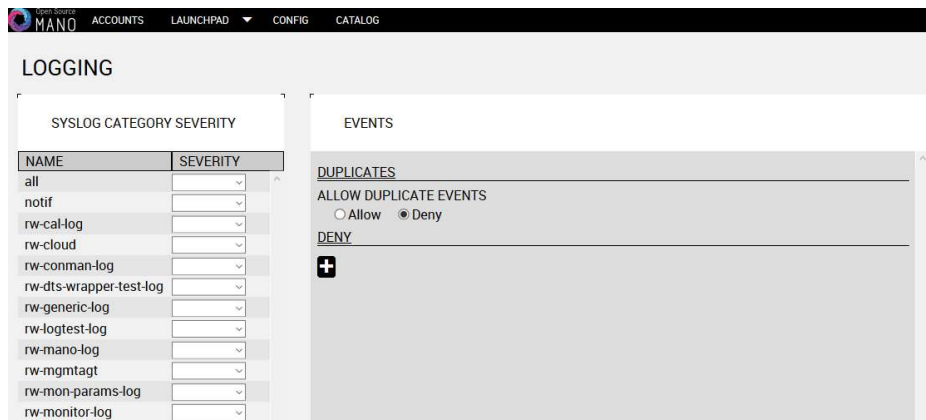 Open Source
MANO ACCOUNTS LAUNCHPAD CONFIG CATALOG
LOGGING
SYSLOG CATEGORY SEVERITY
NAME SEVERITY
all
notif
rw-cal-log
rw-cloud
rw-conman-log
rw-dts-wrapper-test-log
rw-generic-log
rw-logtest-log
rw-mano-log
rw-mgmtagt
rw-mon-params-log
rw-monitor-log
EVENTS
DUPLICATES
ALLOW DUPLICATE EVENTS
Allow Deny
DENY